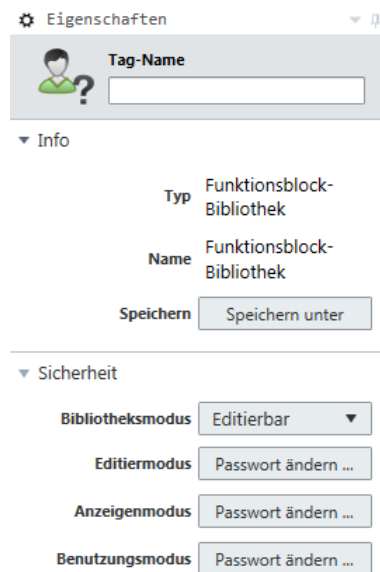 Eigenschaften
Tag-Name
Info
Typ Funktionsblock-
Bibliothek
Name Funktionsblock-
Bibliothek
Speichern Speichern unter
Sicherheit
Bibliotheksmodus Editierbar
Editiermodus Passwort ändern ...
Anzeigenmodus Passwort ändern ...
Benutzungsmodus Passwort ändern ...